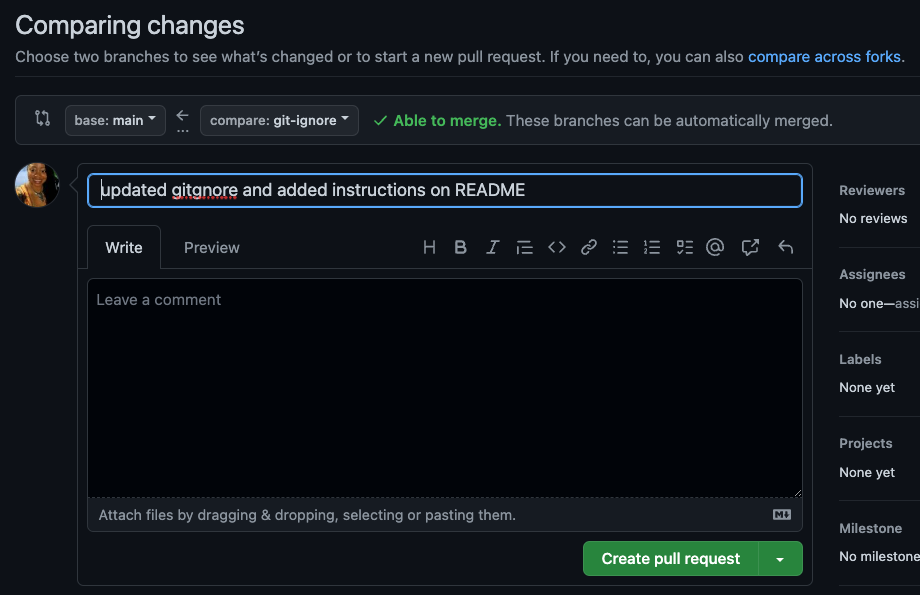 Comparing changes
Choose two branches to see what's changed or to start a new pull request. If you need to, you can also compare across forks.
base: main
...
compare: git-ignore
Able to merge. These branches can be automatically merged.
updated gitgnore and added instructions on README
Write
Preview
Leave a comment
Attach files by dragging & dropping, selecting or pasting them.
Create pull request
Reviewers
No reviews
Assignees
No one—assi
Labels
None yet
Projects
None yet
Milestone
No milestone